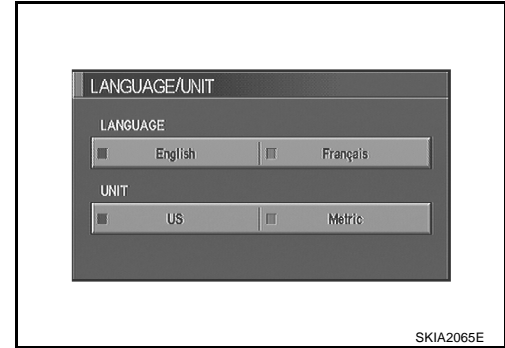 LANGUAGE/UNIT
LANGUAGE
English Français
UNIT
US Metric
SKIA2065E